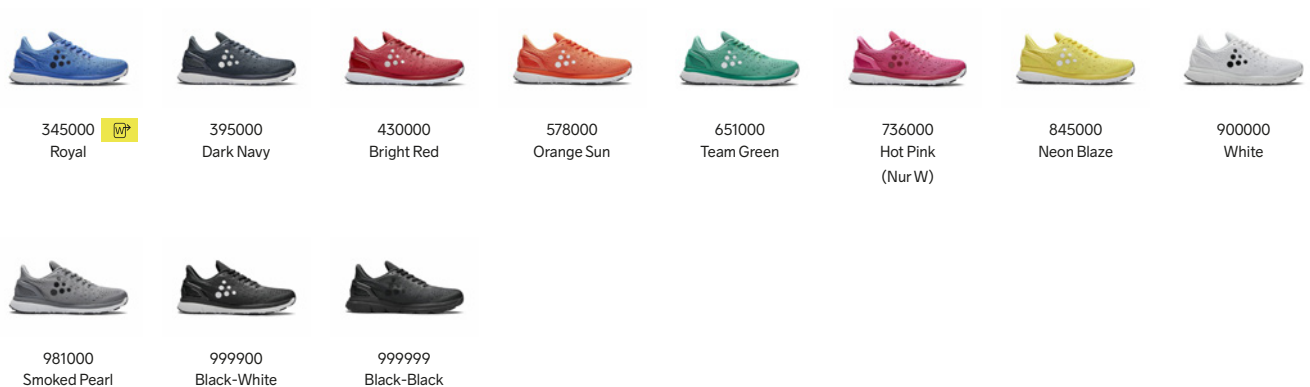 345000 W
Royal
395000
Dark Navy
430000
Bright Red
578000
Orange Sun
651000
Team Green
736000
Hot Pink
(Nur W)
845000
Neon Blaze
900000
White
981000
Smoked Pearl
999900
Black-White
999999
Black-Black